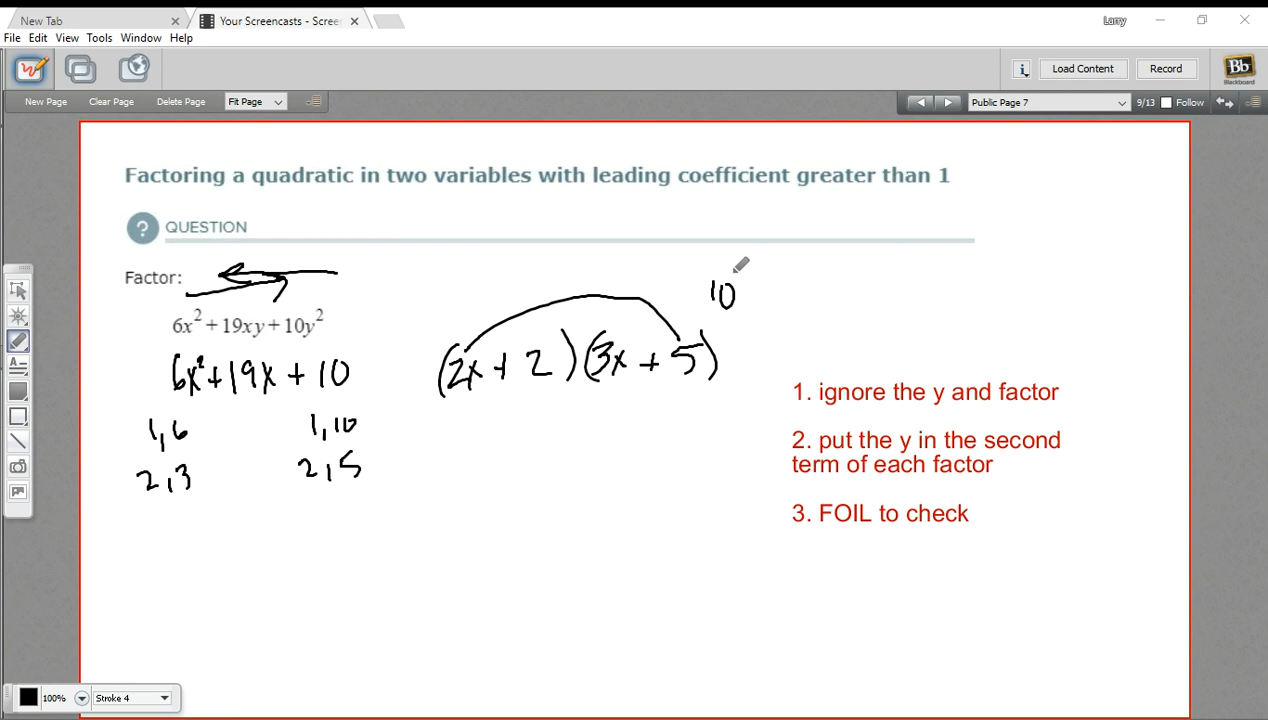 New Tab
Your Screencasts - Scree
Larry
File Edit View Tools Window Help
Load Content
Record
Bb
Blackboard
New Page Clear Page Delete Page Fit Page
Public Page 7
9/13 Follow
Factoring a quadratic in two variables with leading coefficient greater than 1
? QUESTION
Factor:
6x² + 19xy + 10y²
6x² + 19x + 10
1,6 1,10
2,3 2,5
10
(2x + 2)(3x + 5)
1. ignore the y and factor
2. put the y in the second
term of each factor
3. FOIL to check
100% Stroke 4